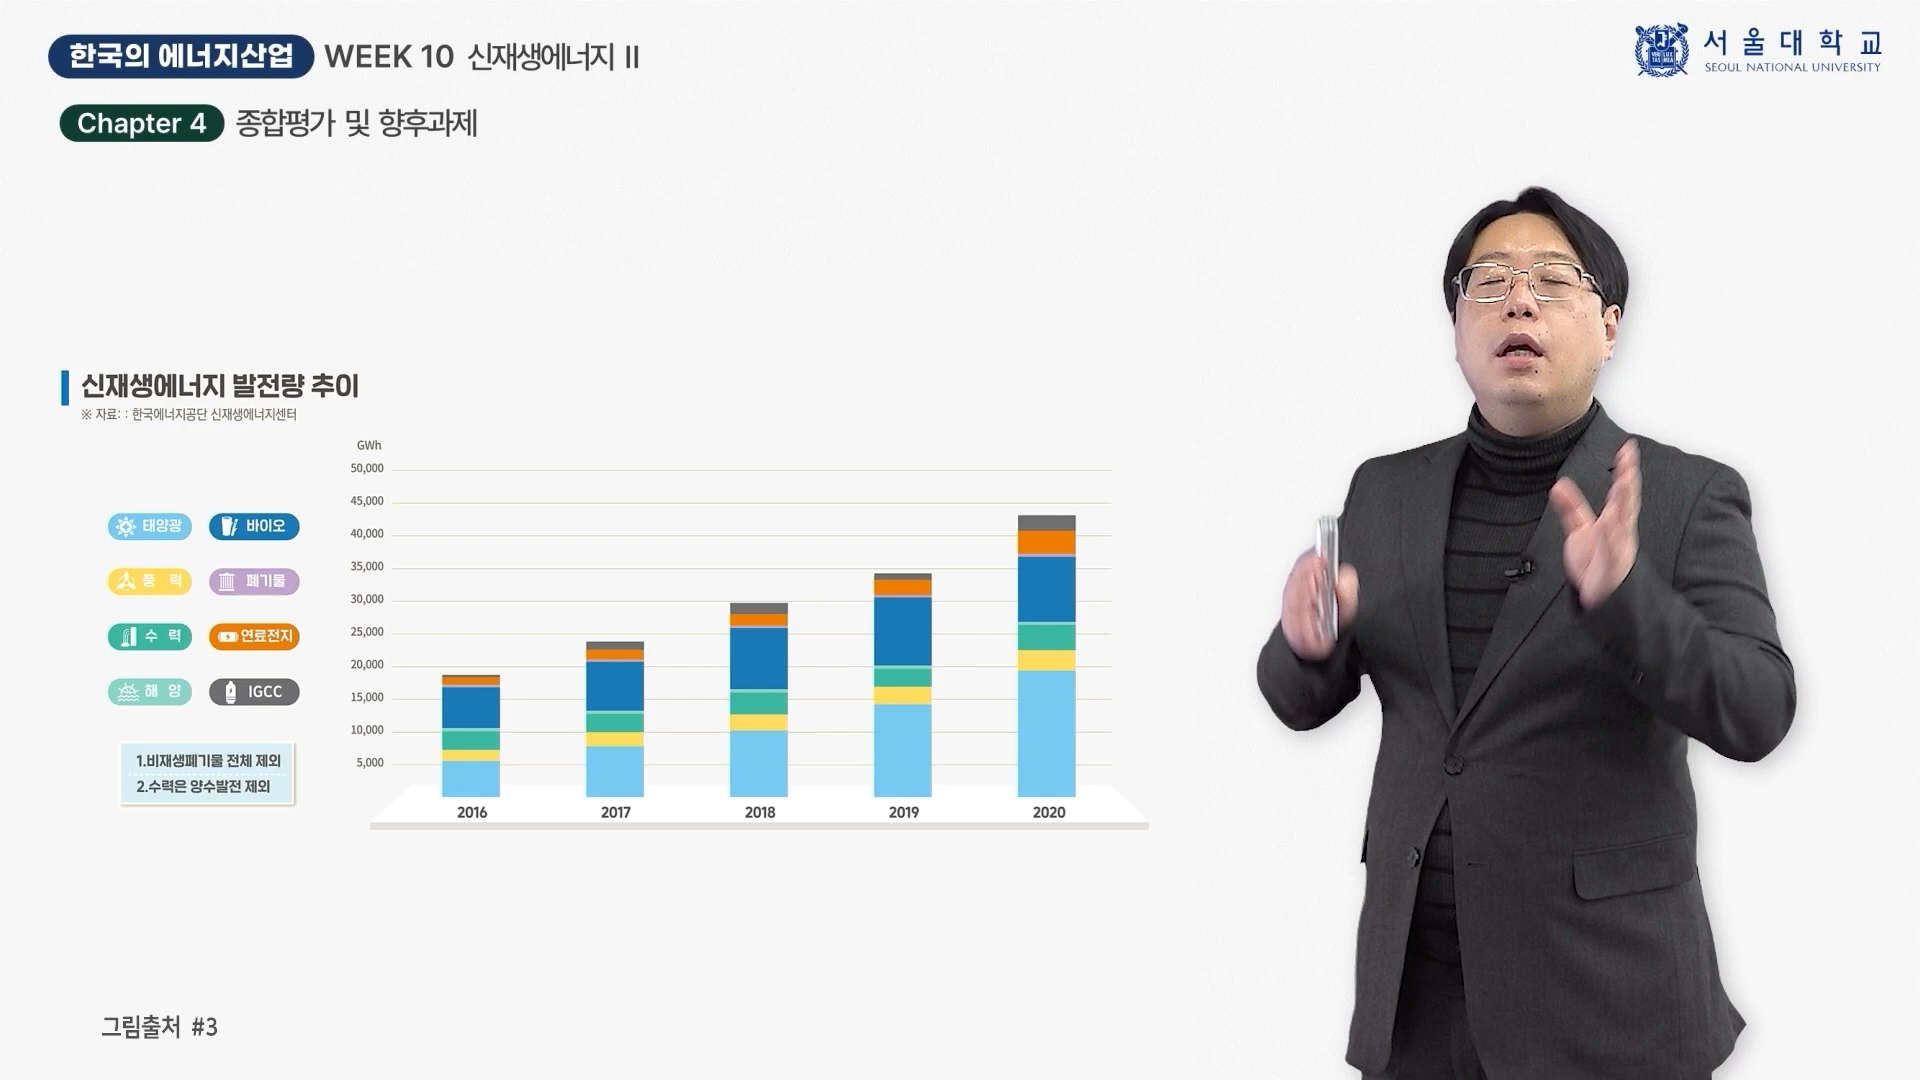 한국의 에너지산업 WEEK 10 신재생에너지 II
서울대학교
SEOUL NATIONAL UNIVERSITY
Chapter 4 종합평가 및 향후과제
신재생에너지 발전량 추이
※ 자료: : 한국에너지공단 신재생에너지센터
GWh
50,000
45,000
40,000
35,000
30,000
25,000
20,000
15,000
10,000
5,000
태양광 바이오
풍 력 폐기물
수 력 연료전지
해 양 IGCC
1.비재생폐기물 전체 제외
2.수력은 양수발전 제외
2016 2017 2018 2019 2020
그림출처 #3